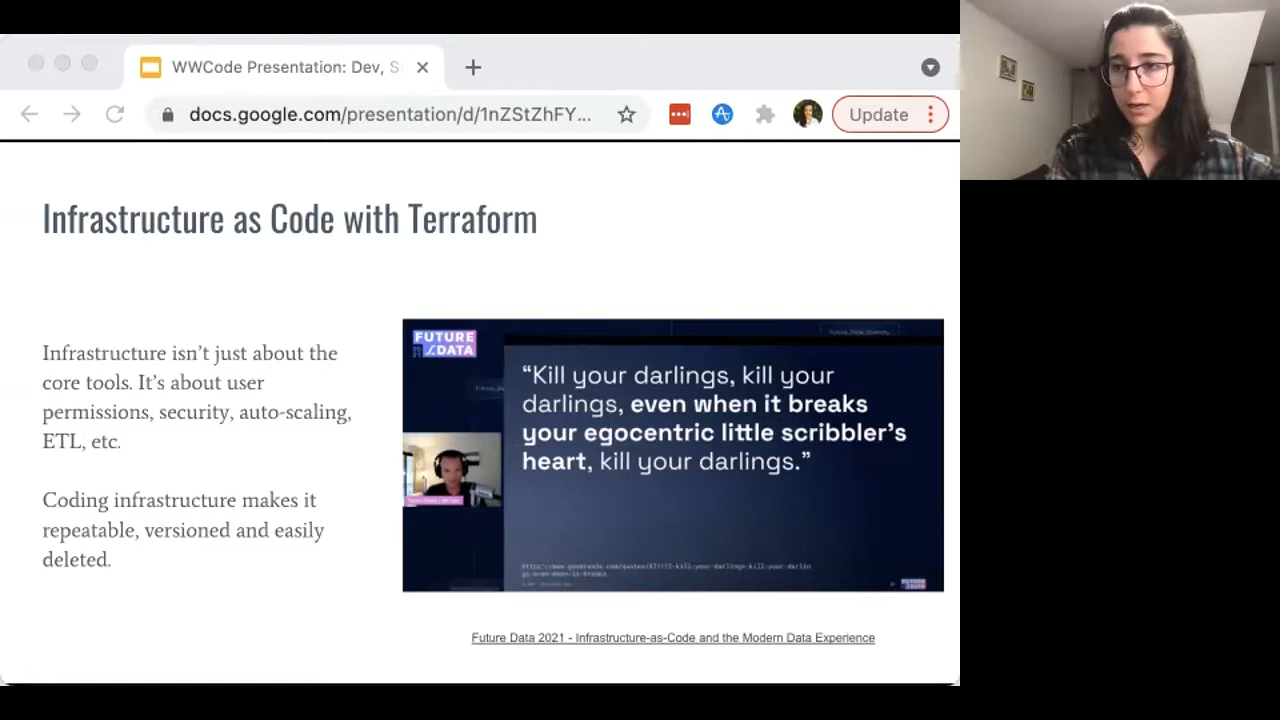 WWCode Presentation: Dev, S
docs.google.com/presentation/d/1nZStZhFY...
Update
Infrastructure as Code with Terraform
Infrastructure isn't just about the
core tools. It's about user
permissions, security, auto-scaling,
ETL, etc.
Coding infrastructure makes it
repeatable, versioned and easily
deleted.
FUTURE
DATA
“Kill your darlings, kill your
darlings, even when it breaks
your egocentric little scribbler's
heart, kill your darlings.”
FUTURE
Future Data 2021 - Infrastructure-as-Code and the Modern Data Experience